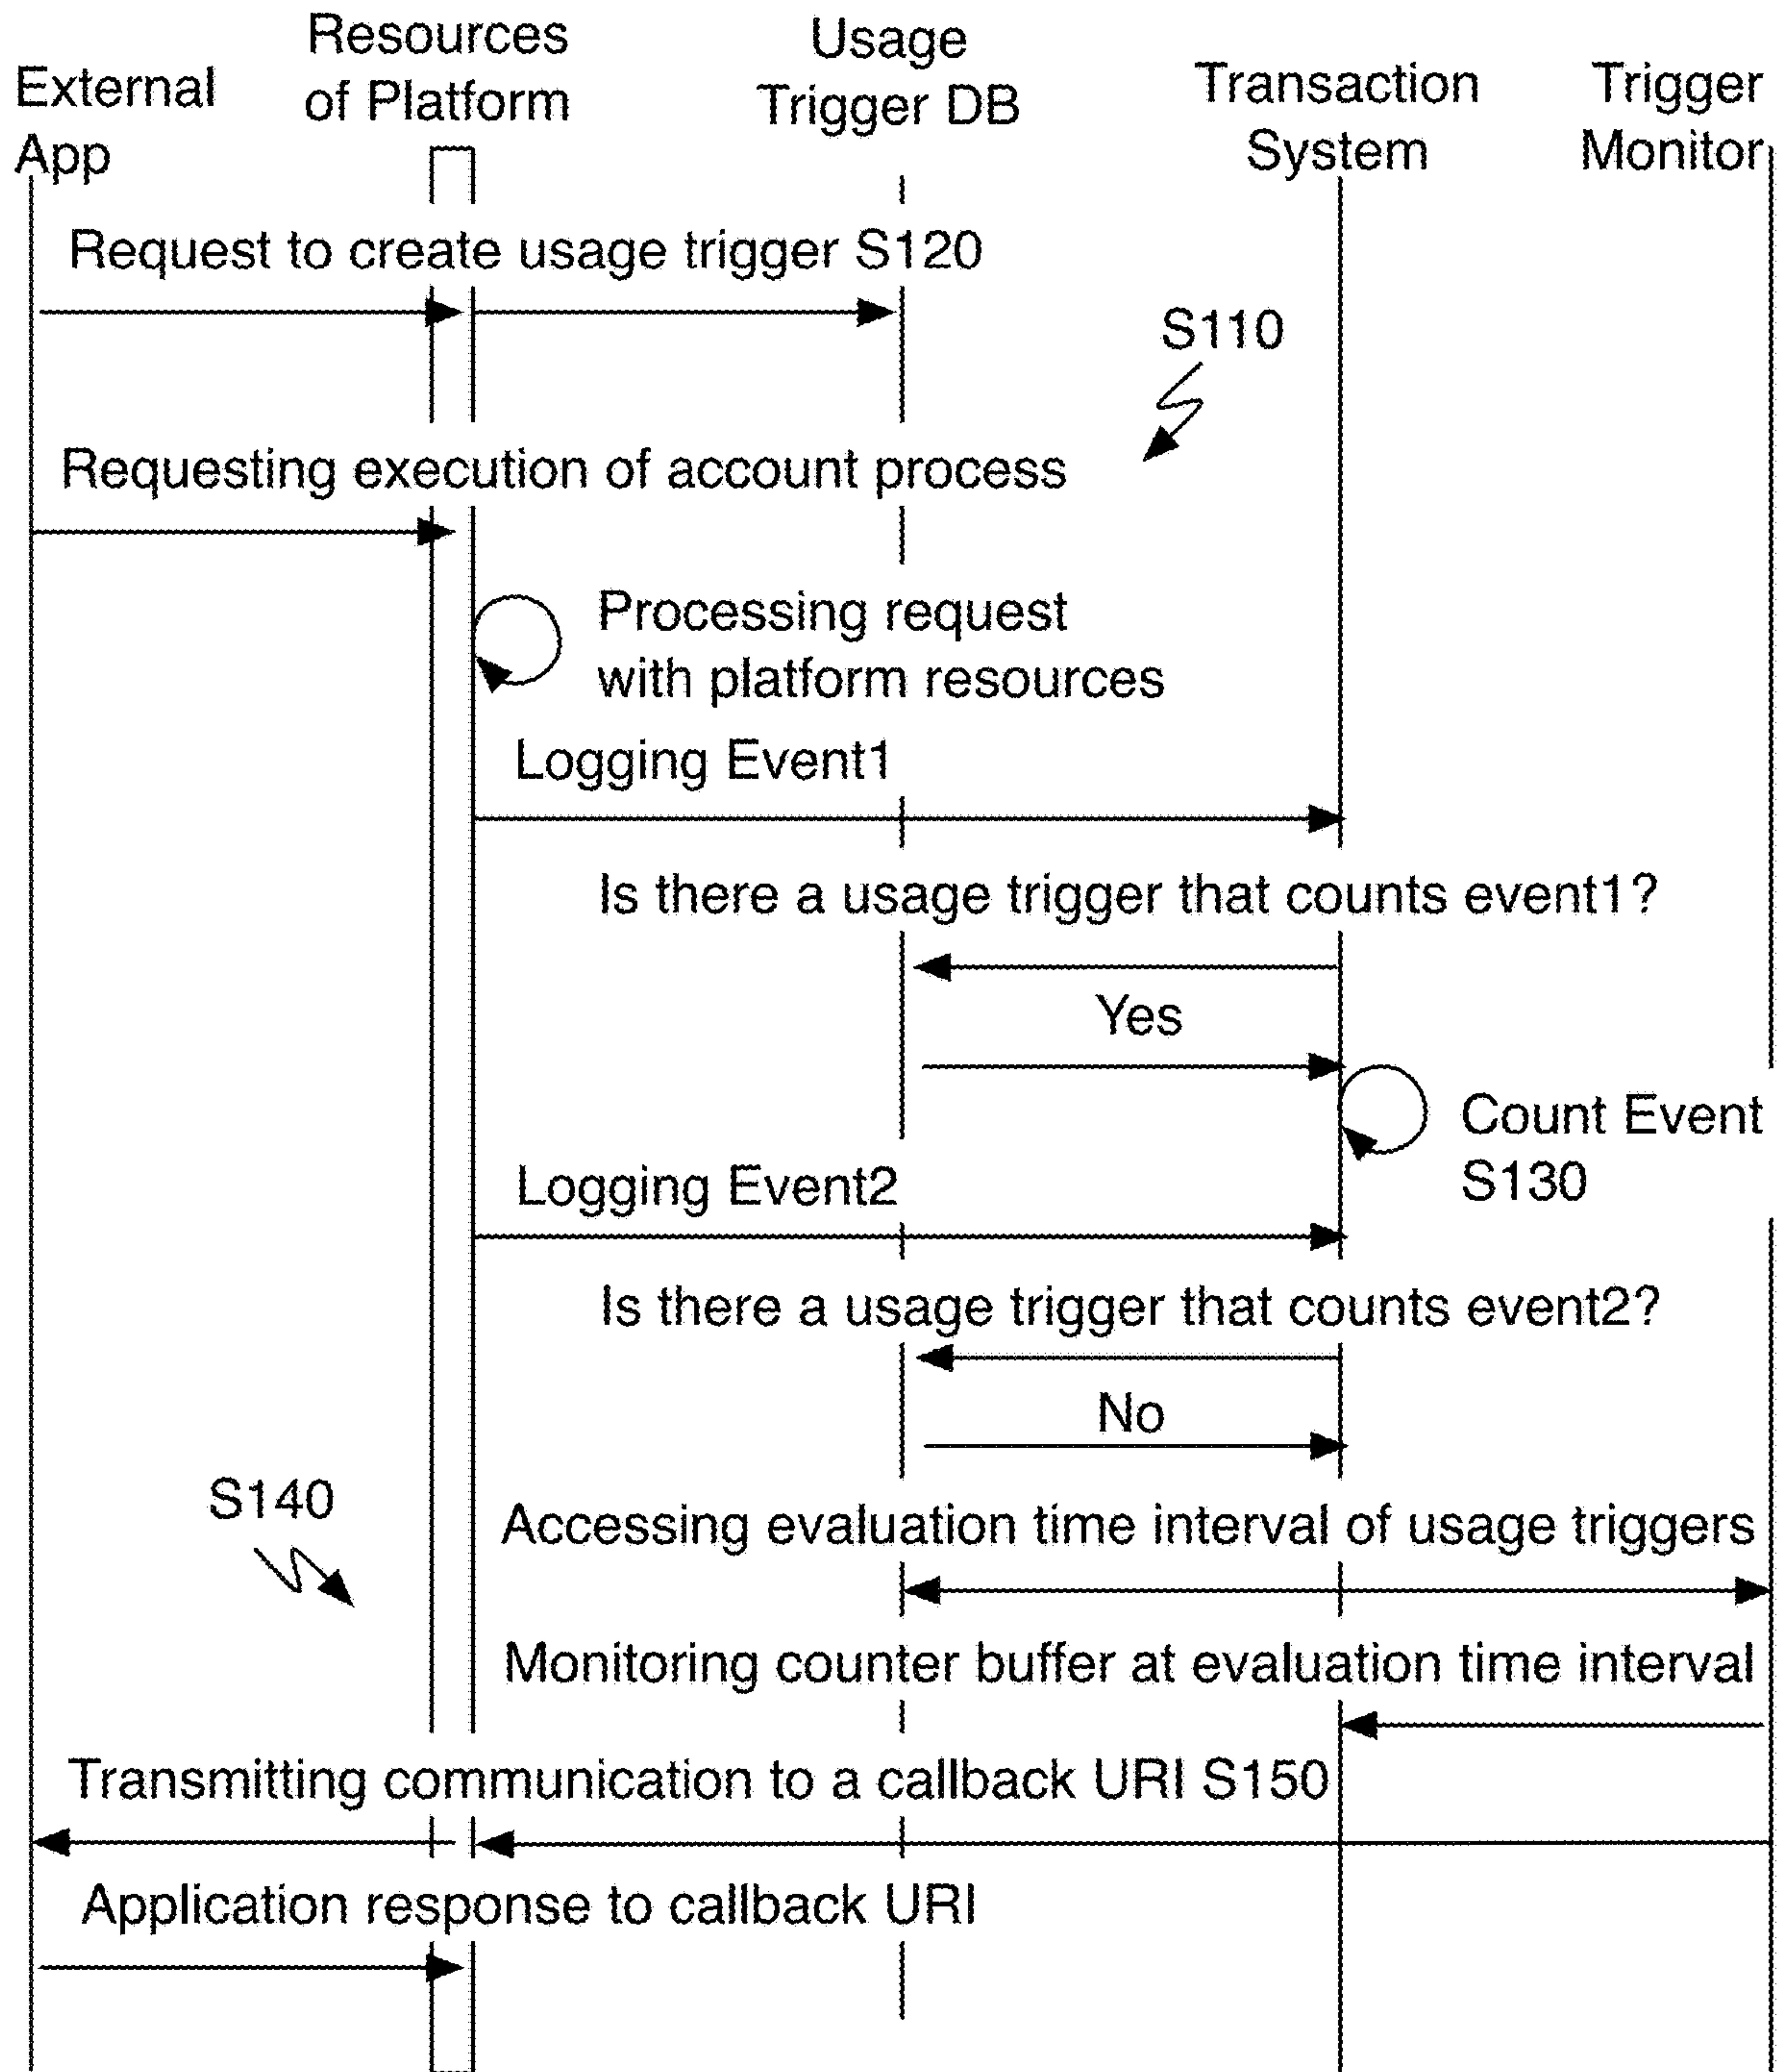 External
App
Resources
of Platform
Usage
Trigger DB
Transaction
System
Trigger
Monitor
Request to create usage trigger S120
S110
Requesting execution of account process
Processing request
with platform resources
Logging Event1
Is there a usage trigger that counts event1?
Yes
Count Event
S130
Logging Event2
Is there a usage trigger that counts event2?
No
S140
Accessing evaluation time interval of usage triggers
Monitoring counter buffer at evaluation time interval
Transmitting communication to a callback URI S150
Application response to callback URI